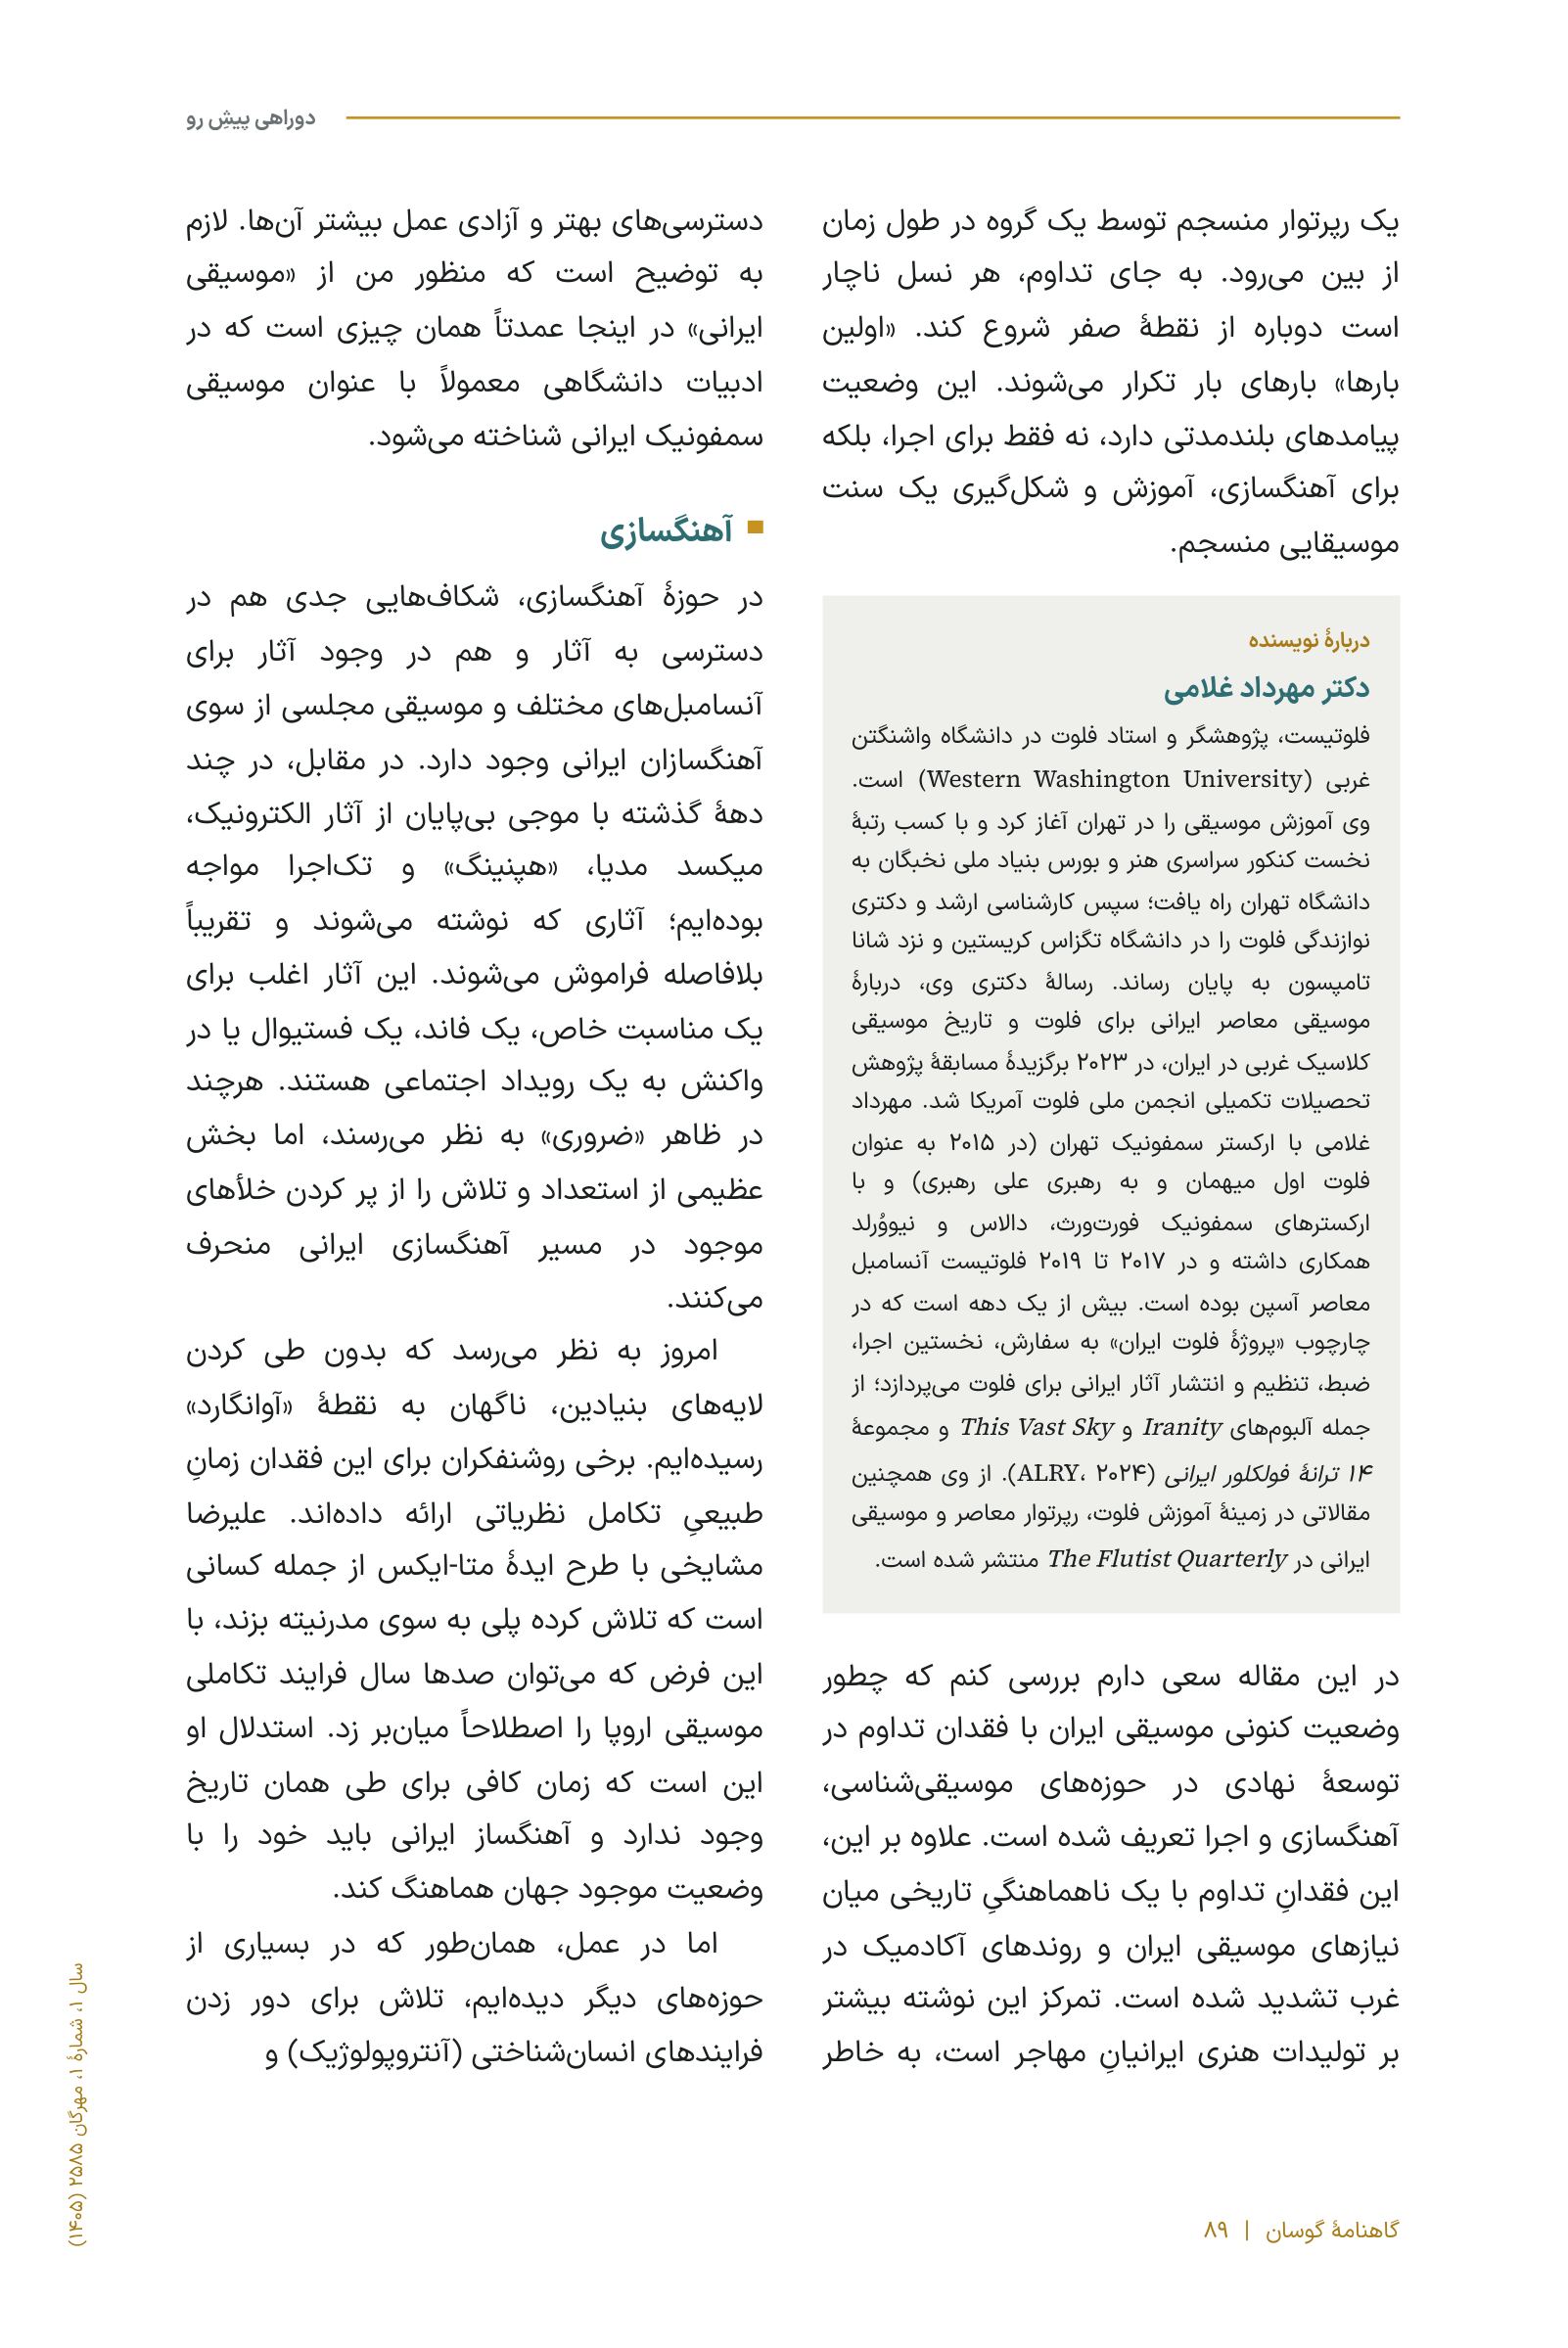 دوراهی پیشِ رو
یک رپرتوار منسجم توسط یک گروه در طول زمان
از بین می‌رود. به جای تداوم، هر نسل ناچار
است دوباره از نقطهٔ صفر شروع کند. «اولین
بارها» بارهای بار تکرار می‌شوند. این وضعیت
پیامدهای بلندمدتی دارد، نه فقط برای اجرا، بلکه
برای آهنگسازی، آموزش و شکل‌گیری یک سنت
موسیقایی منسجم.
دربارهٔ نویسنده
دکتر مهرداد غلامی
فلوتیست، پژوهشگر و استاد فلوت در دانشگاه واشنگتن
غربی (Western Washington University) است.
وی آموزش موسیقی را در تهران آغاز کرد و با کسب رتبهٔ
نخست کنکور سراسری هنر و بورس بنیاد ملی نخبگان به
دانشگاه تهران راه یافت؛ سپس کارشناسی ارشد و دکتری
نوازندگی فلوت را در دانشگاه تگزاس کریستین و نزد شانا
تامپسون به پایان رساند. رسالهٔ دکتری وی، دربارهٔ
موسیقی معاصر ایرانی برای فلوت و تاریخ موسیقی
کلاسیک غربی در ایران، در ۲۰۲۳ برگزیدهٔ مسابقهٔ پژوهش
تحصیلات تکمیلی انجمن ملی فلوت آمریکا شد. مهرداد
غلامی با ارکستر سمفونیک تهران (در ۲۰۱۵ به عنوان
فلوت اول میهمان و به رهبری علی رهبری) و با
ارکسترهای سمفونیک فورت‌ورث، دالاس و نیووُرلد
همکاری داشته و در ۲۰۱۷ تا ۲۰۱۹ فلوتیست آنسامبل
معاصر آسپن بوده است. بیش از یک دهه است که در
چارچوب «پروژهٔ فلوت ایران» به سفارش، نخستین اجرا،
ضبط، تنظیم و انتشار آثار ایرانی برای فلوت می‌پردازد؛ از
جمله آلبوم‌های Iranity و This Vast Sky و مجموعهٔ
۱۴ ترانهٔ فولکلور ایرانی (ALRY، ۲۰۲۴). از وی همچنین
مقالاتی در زمینهٔ آموزش فلوت، رپرتوار معاصر و موسیقی
ایرانی در The Flutist Quarterly منتشر شده است.
در این مقاله سعی دارم بررسی کنم که چطور
وضعیت کنونی موسیقی ایران با فقدان تداوم در
توسعهٔ نهادی در حوزه‌های موسیقی‌شناسی،
آهنگسازی و اجرا تعریف شده است. علاوه بر این،
این فقدانِ تداوم با یک ناهماهنگیِ تاریخی میان
نیازهای موسیقی ایران و روندهای آکادمیک در
غرب تشدید شده است. تمرکز این نوشته بیشتر
بر تولیدات هنری ایرانیانِ مهاجر است، به خاطر
دسترسی‌های بهتر و آزادی عمل بیشتر آن‌ها. لازم
به توضیح است که منظور من از «موسیقی
ایرانی» در اینجا عمدتاً همان چیزی است که در
ادبیات دانشگاهی معمولاً با عنوان موسیقی
سمفونیک ایرانی شناخته می‌شود.
آهنگسازی
در حوزهٔ آهنگسازی، شکاف‌هایی جدی هم در
دسترسی به آثار و هم در وجود آثار برای
آنسامبل‌های مختلف و موسیقی مجلسی از سوی
آهنگسازان ایرانی وجود دارد. در مقابل، در چند
دههٔ گذشته با موجی بی‌پایان از آثار الکترونیک،
میکسد مدیا، «هپنینگ» و تک‌اجرا مواجه
بوده‌ایم؛ آثاری که نوشته می‌شوند و تقریباً
بلافاصله فراموش می‌شوند. این آثار اغلب برای
یک مناسبت خاص، یک فاند، یک فستیوال یا در
واکنش به یک رویداد اجتماعی هستند. هرچند
در ظاهر «ضروری» به نظر می‌رسند، اما بخش
عظیمی از استعداد و تلاش را از پر کردن خلأهای
موجود در مسیر آهنگسازی ایرانی منحرف
می‌کنند.
امروز به نظر می‌رسد که بدون طی کردن
لایه‌های بنیادین، ناگهان به نقطهٔ «آوانگارد»
رسیده‌ایم. برخی روشنفکران برای این فقدان زمانِ
طبیعیِ تکامل نظریاتی ارائه داده‌اند. علیرضا
مشایخی با طرح ایدهٔ متا-ایکس از جمله کسانی
است که تلاش کرده پلی به سوی مدرنیته بزند، با
این فرض که می‌توان صدها سال فرایند تکاملی
موسیقی اروپا را اصطلاحاً میان‌بر زد. استدلال او
این است که زمان کافی برای طی همان تاریخ
وجود ندارد و آهنگساز ایرانی باید خود را با
وضعیت موجود جهان هماهنگ کند.
اما در عمل، همان‌طور که در بسیاری از
حوزه‌های دیگر دیده‌ایم، تلاش برای دور زدن
فرایندهای انسان‌شناختی (آنتروپولوژیک) و
سال ۱، شمارهٔ ۱، مهرگان ۲۵۸۵ (۱۴۰۵)
گاهنامهٔ گوسان | ۸۹